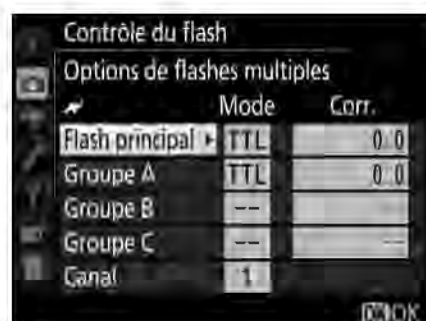 Contrôle du flash
Options de flashes multiples
Mode Corr.
Flash principal TTL 0.0
Groupe A TTL 0.0
Groupe B -- --
Groupe C -- --
Canal 1
OK OK